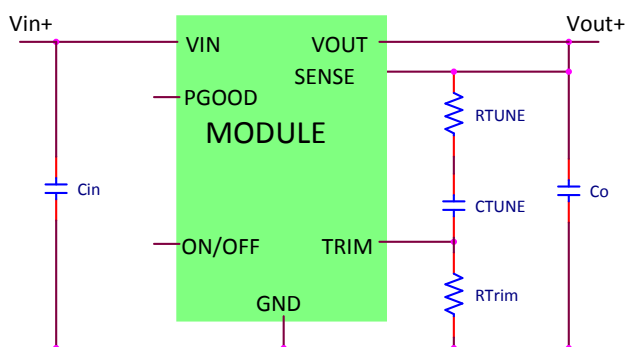 Vin+
Vout+
VIN
VOUT
SENSE
PGOOD
MODULE
RTUNE
Cin
CTUNE
Co
ON/OFF
TRIM
RTrim
GND